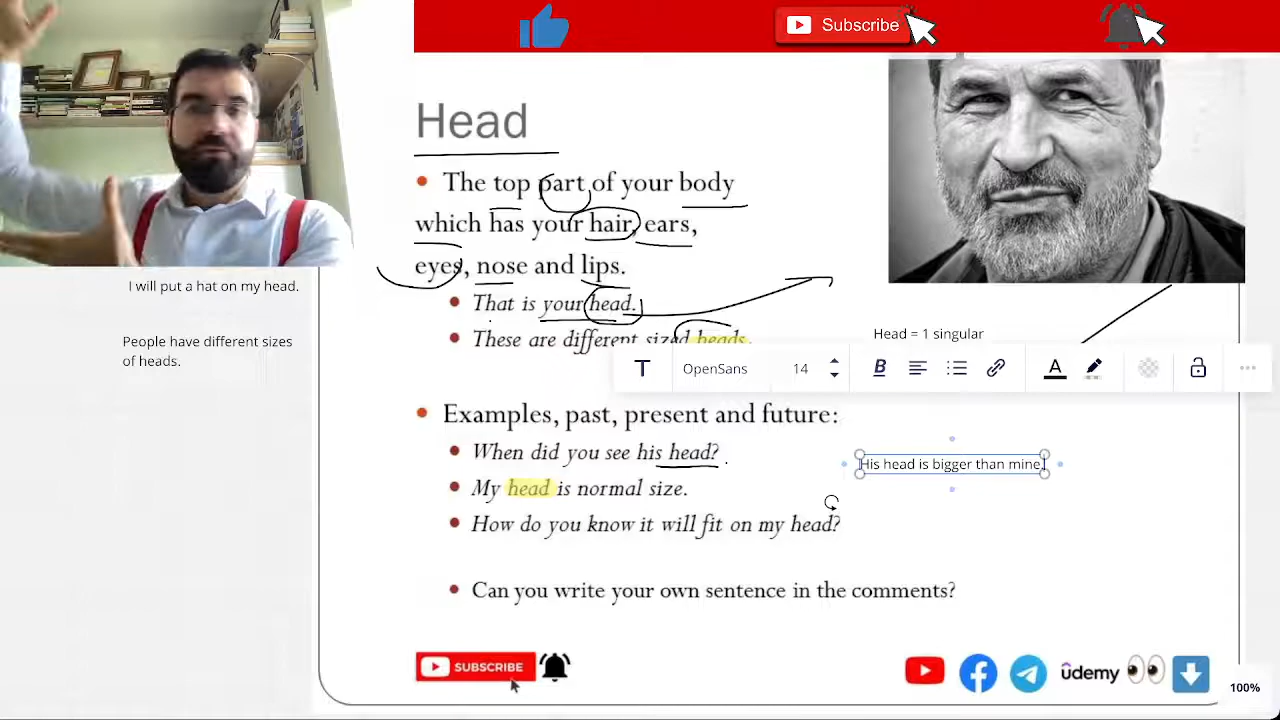 Subscribe
Head
• The top part of your body
which has your hair, ears,
eyes, nose and lips.
• That is your head.
• These are different sized heads.
I will put a hat on my head.
People have different sizes
of heads.
Head = 1 singular
T OpenSans 14 B A
• Examples, past, present and future:
• When did you see his head?
His head is bigger than mine.
• My head is normal size.
• How do you know it will fit on my head?
• Can you write your own sentence in the comments?
SUBSCRIBE
ûdemy
100%